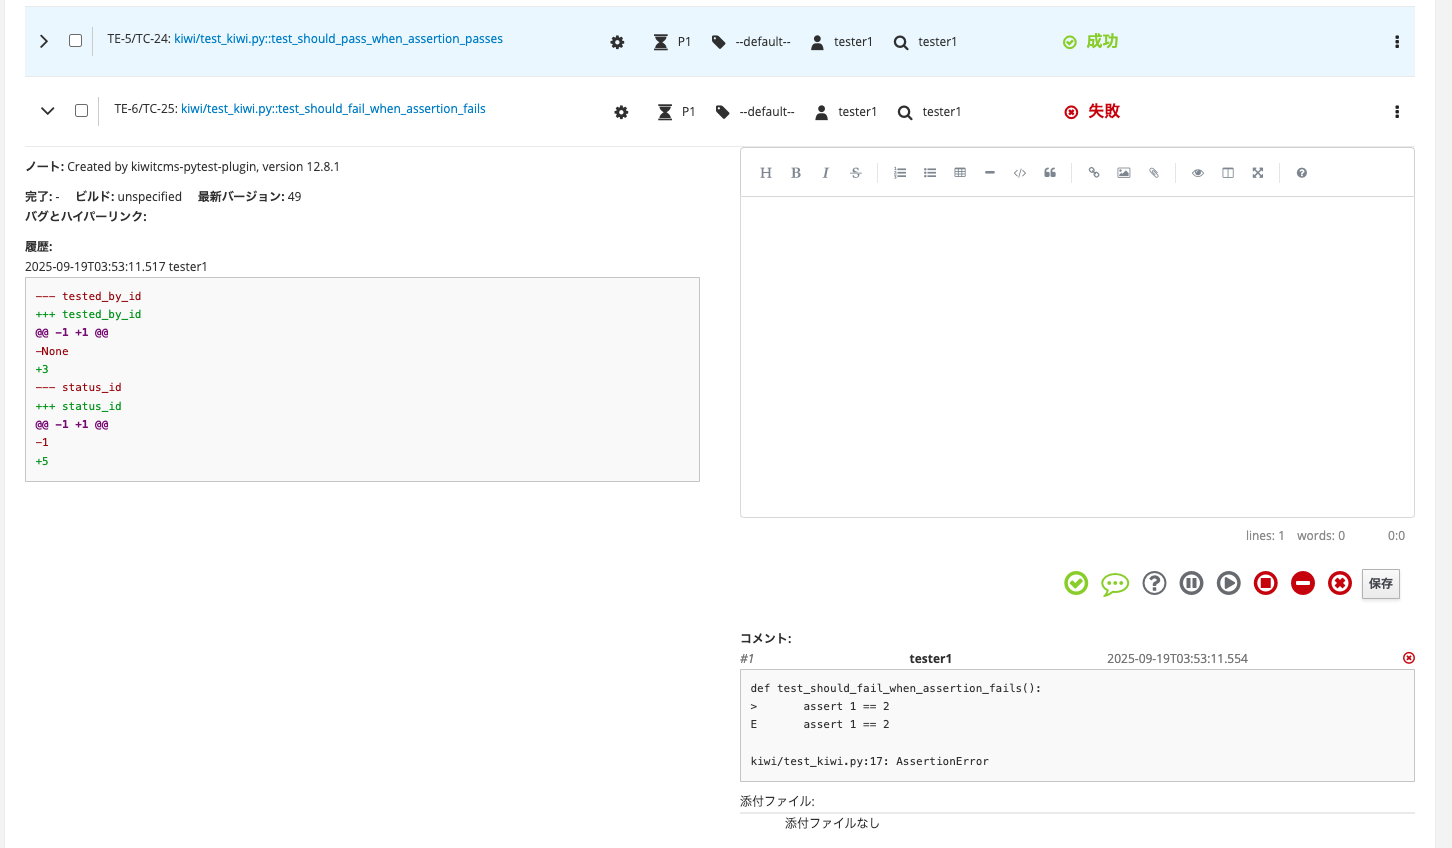 TE-5/TC-24: kiwi/test_kiwi.py::test_should_pass_when_assertion_passes P1 --default-- tester1 tester1 成功
TE-6/TC-25: kiwi/test_kiwi.py::test_should_fail_when_assertion_fails P1 --default-- tester1 tester1 失敗
ノート: Created by kiwitcms-pytest-plugin, version 12.8.1
完了: - ビルド: unspecified 最新バージョン: 49
バグとハイパーリンク:
履歴:
2025-09-19T03:53:11.517 tester1
--- tested_by_id
+++ tested_by_id
@@ -1 +1 @@
-None
+3
--- status_id
+++ status_id
@@ -1 +1 @@
-1
+5
H B I S
lines: 1 words: 0 0:0
保存
コメント:
#1 tester1 2025-09-19T03:53:11.554
def test_should_fail_when_assertion_fails():
>       assert 1 == 2
E       assert 1 == 2
kiwi/test_kiwi.py:17: AssertionError
添付ファイル:
添付ファイルなし